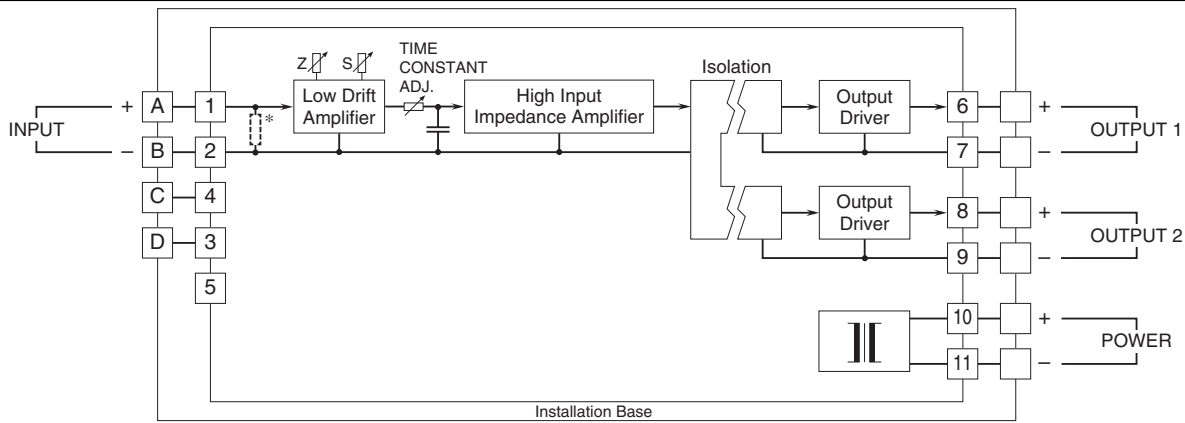 TIME
CONSTANT
ADJ.
Z
S
Isolation
INPUT
+
A
1
*
Low Drift
Amplifier
High Input
Impedance Amplifier
Output
Driver
6
+
OUTPUT 1
−
B
2
7
−
C
4
Output
Driver
8
+
OUTPUT 2
D
3
9
−
5
10
+
POWER
11
−
Installation Base